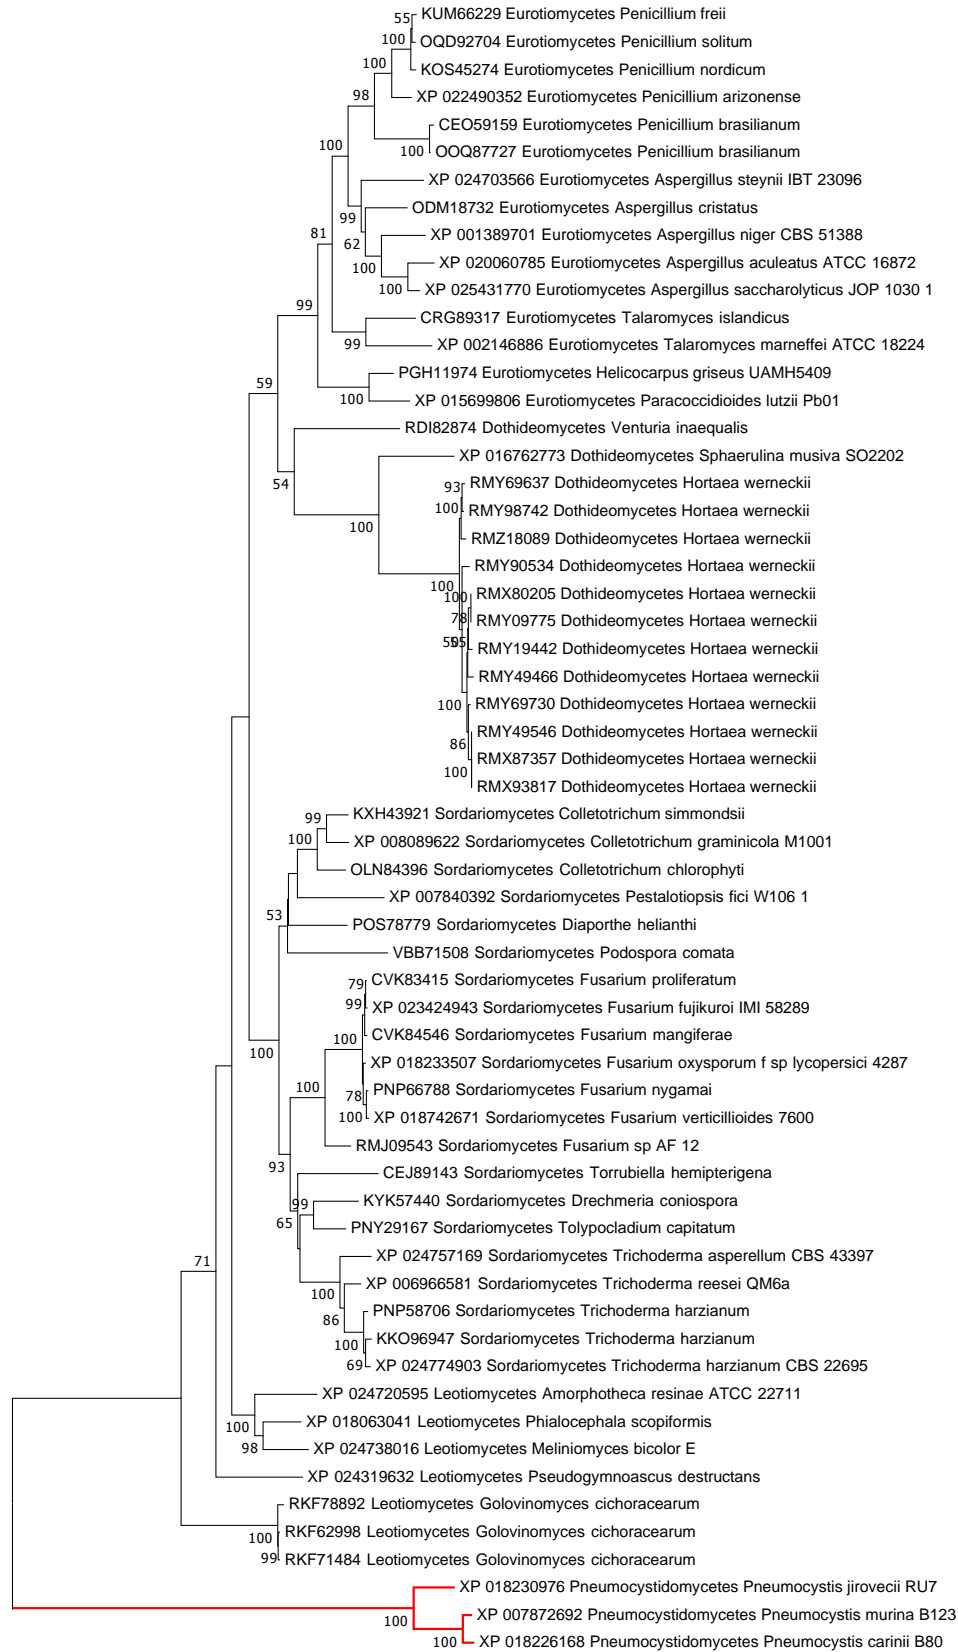 55 KUM66229 Eurotiomycetes Penicillium freii
100 OQD92704 Eurotiomycetes Penicillium solitum
100 KOS45274 Eurotiomycetes Penicillium nordicum
98 XP 022490352 Eurotiomycetes Penicillium arizonense
CEO59159 Eurotiomycetes Penicillium brasilianum
100 100 OOQ87727 Eurotiomycetes Penicillium brasilianum
XP 024703566 Eurotiomycetes Aspergillus steynii IBT 23096
99 ODM18732 Eurotiomycetes Aspergillus cristatus
81 62 XP 001389701 Eurotiomycetes Aspergillus niger CBS 51388
100 XP 020060785 Eurotiomycetes Aspergillus aculeatus ATCC 16872
100 XP 025431770 Eurotiomycetes Aspergillus saccharolyticus JOP 1030 1
99 CRG89317 Eurotiomycetes Talaromyces islandicus
99 XP 002146886 Eurotiomycetes Talaromyces marneffei ATCC 18224
59 PGH11974 Eurotiomycetes Helicocarpus griseus UAMH5409
100 XP 015699806 Eurotiomycetes Paracoccidioides lutzii Pb01
RDI82874 Dothideomycetes Venturia inaequalis
XP 016762773 Dothideomycetes Sphaerulina musiva SO2202
54 93 RMY69637 Dothideomycetes Hortaea werneckii
100 100 RMY98742 Dothideomycetes Hortaea werneckii
RMZ18089 Dothideomycetes Hortaea werneckii
RMY90534 Dothideomycetes Hortaea werneckii
100 100 RMX80205 Dothideomycetes Hortaea werneckii
78 RMY09775 Dothideomycetes Hortaea werneckii
RMY19442 Dothideomycetes Hortaea werneckii
RMY49466 Dothideomycetes Hortaea werneckii
100 RMY69730 Dothideomycetes Hortaea werneckii
RMY49546 Dothideomycetes Hortaea werneckii
86 RMX87357 Dothideomycetes Hortaea werneckii
100 RMX93817 Dothideomycetes Hortaea werneckii
99 KXH43921 Sordariomycetes Colletotrichum simmondsii
100 XP 008089622 Sordariomycetes Colletotrichum graminicola M1001
OLN84396 Sordariomycetes Colletotrichum chlorophyti
XP 007840392 Sordariomycetes Pestalotiopsis fici W106 1
53 POS78779 Sordariomycetes Diaporthe helianthi
VBB71508 Sordariomycetes Podospora comata
79 CVK83415 Sordariomycetes Fusarium proliferatum
99 XP 023424943 Sordariomycetes Fusarium fujikuroi IMI 58289
100 100 CVK84546 Sordariomycetes Fusarium mangiferae
XP 018233507 Sordariomycetes Fusarium oxysporum f sp lycopersici 4287
100 78 PNP66788 Sordariomycetes Fusarium nygamai
100 XP 018742671 Sordariomycetes Fusarium verticillioides 7600
RMJ09543 Sordariomycetes Fusarium sp AF 12
93 CEJ89143 Sordariomycetes Torrubiella hemipterigena
99 KYK57440 Sordariomycetes Drechmeria coniospora
65 PNY29167 Sordariomycetes Tolypocladium capitatum
71 XP 024757169 Sordariomycetes Trichoderma asperellum CBS 43397
100 XP 006966581 Sordariomycetes Trichoderma reesei QM6a
86 PNP58706 Sordariomycetes Trichoderma harzianum
100 KKO96947 Sordariomycetes Trichoderma harzianum
69 XP 024774903 Sordariomycetes Trichoderma harzianum CBS 22695
XP 024720595 Leotiomycetes Amorphotheca resinae ATCC 22711
100 XP 018063041 Leotiomycetes Phialocephala scopiformis
98 XP 024738016 Leotiomycetes Meliniomyces bicolor E
XP 024319632 Leotiomycetes Pseudogymnoascus destructans
RKF78892 Leotiomycetes Golovinomyces cichoracearum
100 RKF62998 Leotiomycetes Golovinomyces cichoracearum
99 RKF71484 Leotiomycetes Golovinomyces cichoracearum
XP 018230976 Pneumocystidomycetes Pneumocystis jirovecii RU7
100 XP 007872692 Pneumocystidomycetes Pneumocystis murina B123
100 XP 018226168 Pneumocystidomycetes Pneumocystis carinii B80